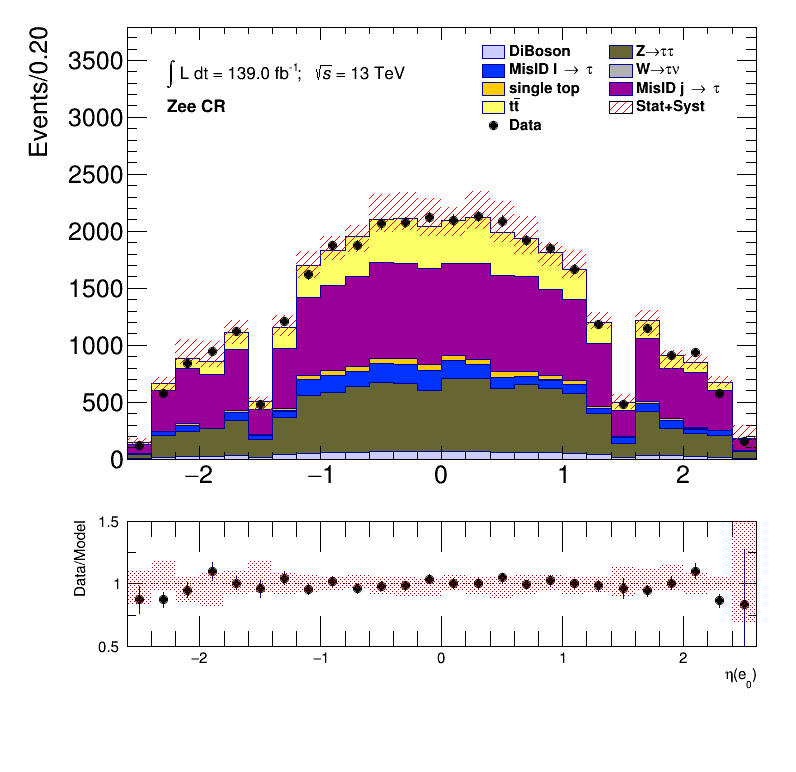 Events/0.20
3500
3000
2500
2000
1500
1000
500
0
∫ L dt = 139.0 fb⁻¹; √s = 13 TeV
Zee CR
DiBoson
MisID l → τ
single top
tt̄
Data
Z→ττ
W→τν
MisID j → τ
Stat+Syst
−2 −1 0 1 2
Data/Model
1.5
1
0.5
−2 −1 0 1 2
η(e₀)